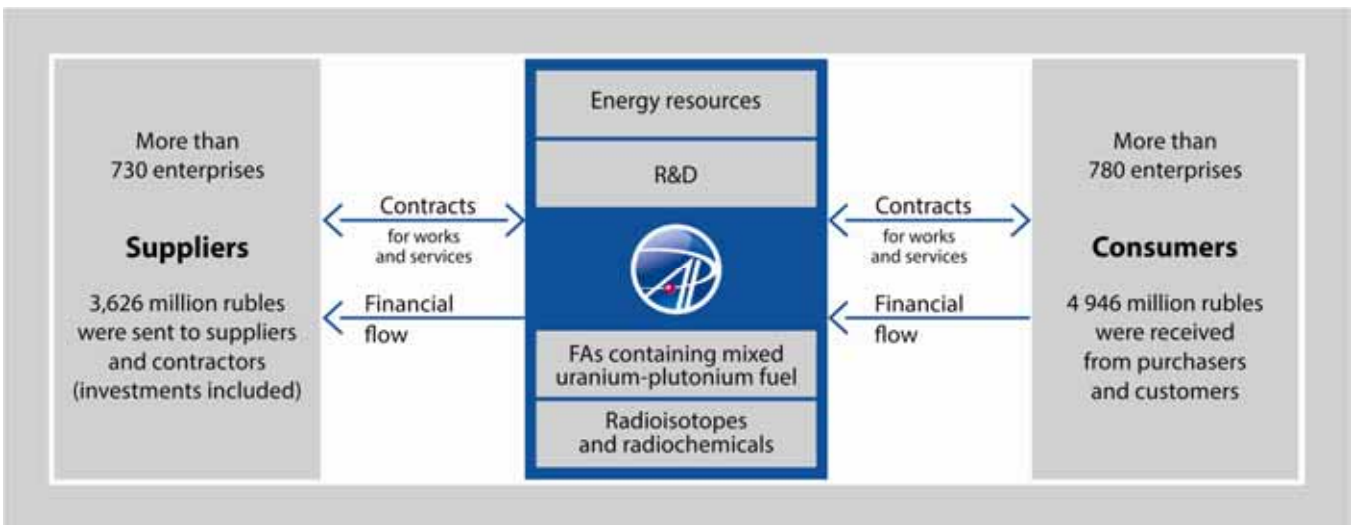 More than
730 enterprises
Suppliers
3,626 million rubles
were sent to suppliers
and contractors
(investments included)
Contracts
for works
and services
Financial
flow
Energy resources
R&D
FAs containing mixed
uranium-plutonium fuel
Radioisotopes
and radiochemicals
Contracts
for works
and services
Financial
flow
More than
780 enterprises
Consumers
4 946 million rubles
were received
from purchasers
and customers